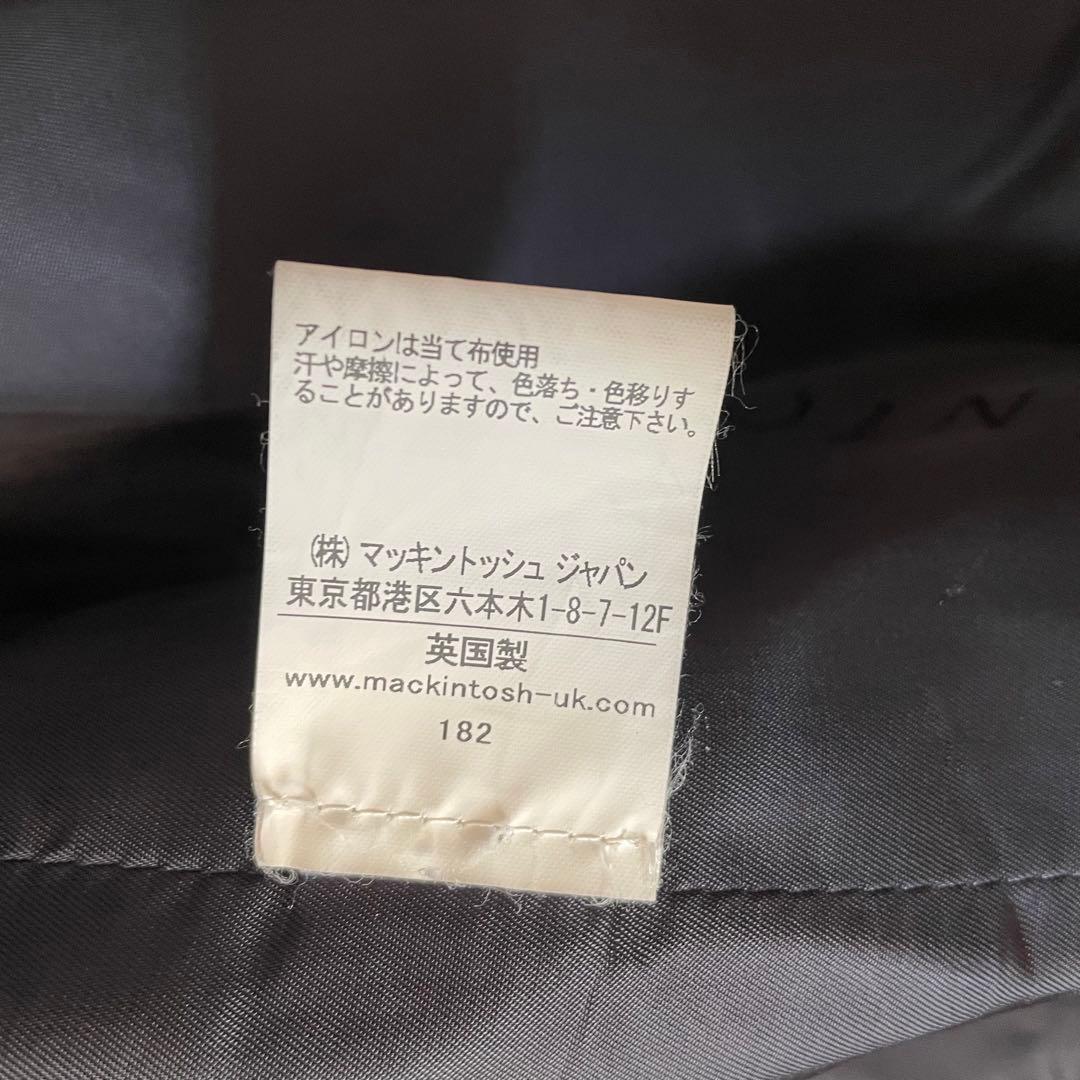 アイロンは当て布使用
汗や摩擦によって、色落ち・色移りす
ることがありますので、ご注意下さい。
(株) マッキントッシュ ジャパン
東京都港区六本木1-8-7-12F
英国製
www.mackintosh-uk.com
182